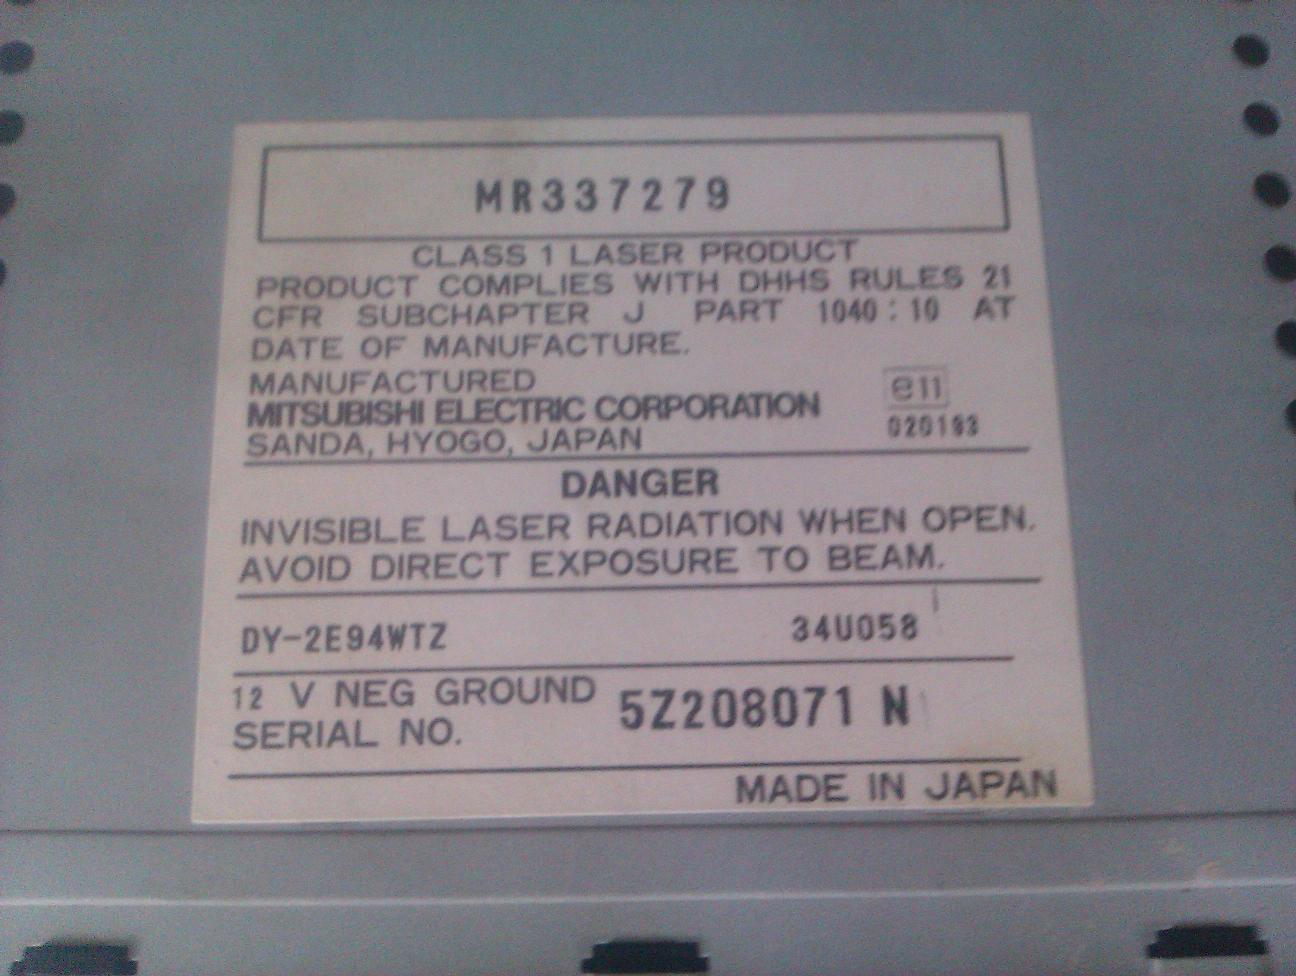 MR337279
CLASS 1 LASER PRODUCT
PRODUCT COMPLIES WITH DHHS RULES 21
CFR SUBCHAPTER J PART 1040:10 AT
DATE OF MANUFACTURE.
MANUFACTURED
MITSUBISHI ELECTRIC CORPORATION
e11
SANDA, HYOGO, JAPAN
020193
DANGER
INVISIBLE LASER RADIATION WHEN OPEN.
AVOID DIRECT EXPOSURE TO BEAM.
DY-2E94WTZ 34U058
12 V NEG GROUND
SERIAL NO. 5Z208071 N
MADE IN JAPAN